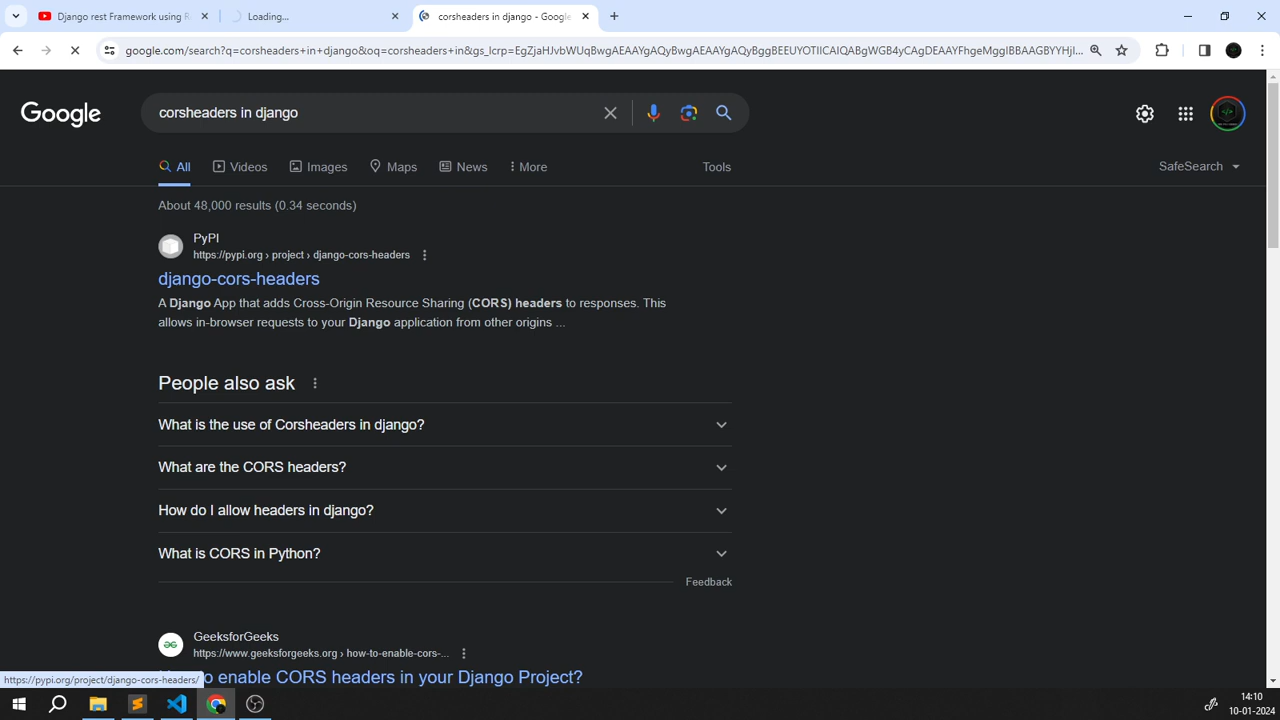 Django rest Framework using R
Loading...
corsheaders in django - Google
google.com/search?q=corsheaders+in+django&oq=corsheaders+in&gs_lcrp=EgZjaHJvbWUqBwgAEAAYgAQyBwgAEAAYgAQyBggBEEUYOTIICAIQABgWGB4yCAgDEAAYFhgeMggIBBAAGBYYHjI...
Google
corsheaders in django
All
Videos
Images
Maps
News
More
Tools
SafeSearch
About 48,000 results (0.34 seconds)
PyPI
https://pypi.org › project › django-cors-headers
django-cors-headers
A Django App that adds Cross-Origin Resource Sharing (CORS) headers to responses. This
allows in-browser requests to your Django application from other origins ...
People also ask
What is the use of Corsheaders in django?
What are the CORS headers?
How do I allow headers in django?
What is CORS in Python?
Feedback
GeeksforGeeks
https://www.geeksforgeeks.org › how-to-enable-cors-...
enable CORS headers in your Django Project?
https://pypi.org/project/django-cors-headers/
14:10
10-01-2024